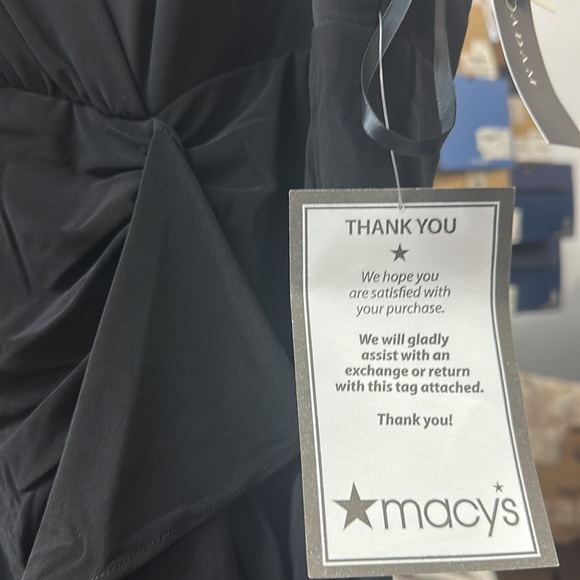 THANK YOU
We hope you
are satisfied with
your purchase.
We will gladly
assist with an
exchange or return
with this tag attached.
Thank you!
macy's